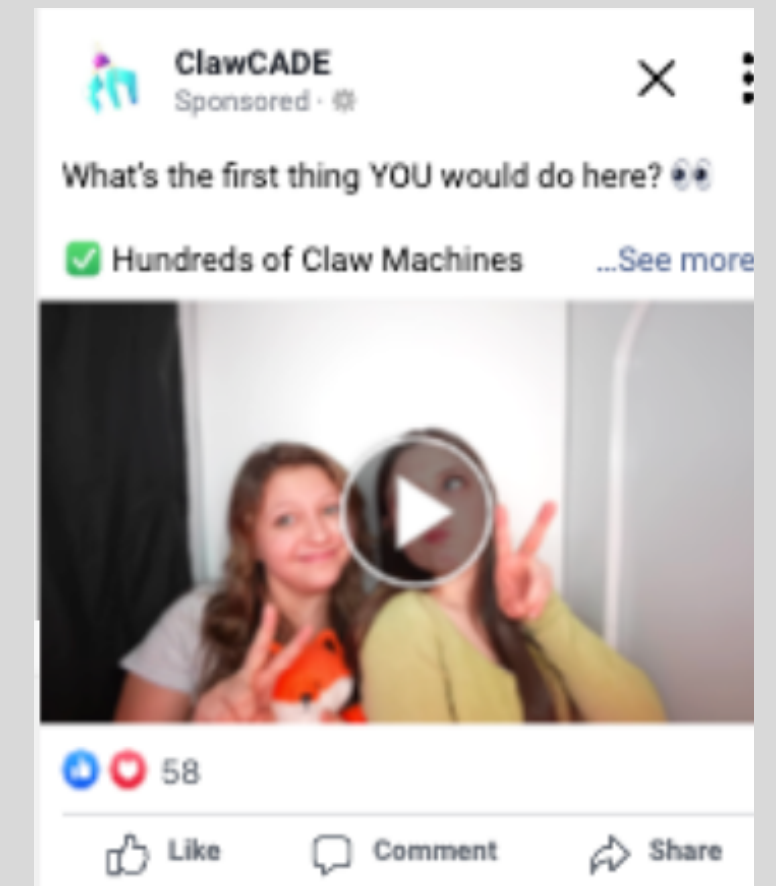 ClawCADE
Sponsored ·
What's the first thing YOU would do here? 👀
✅ Hundreds of Claw Machines ...See more
58
Like Comment Share